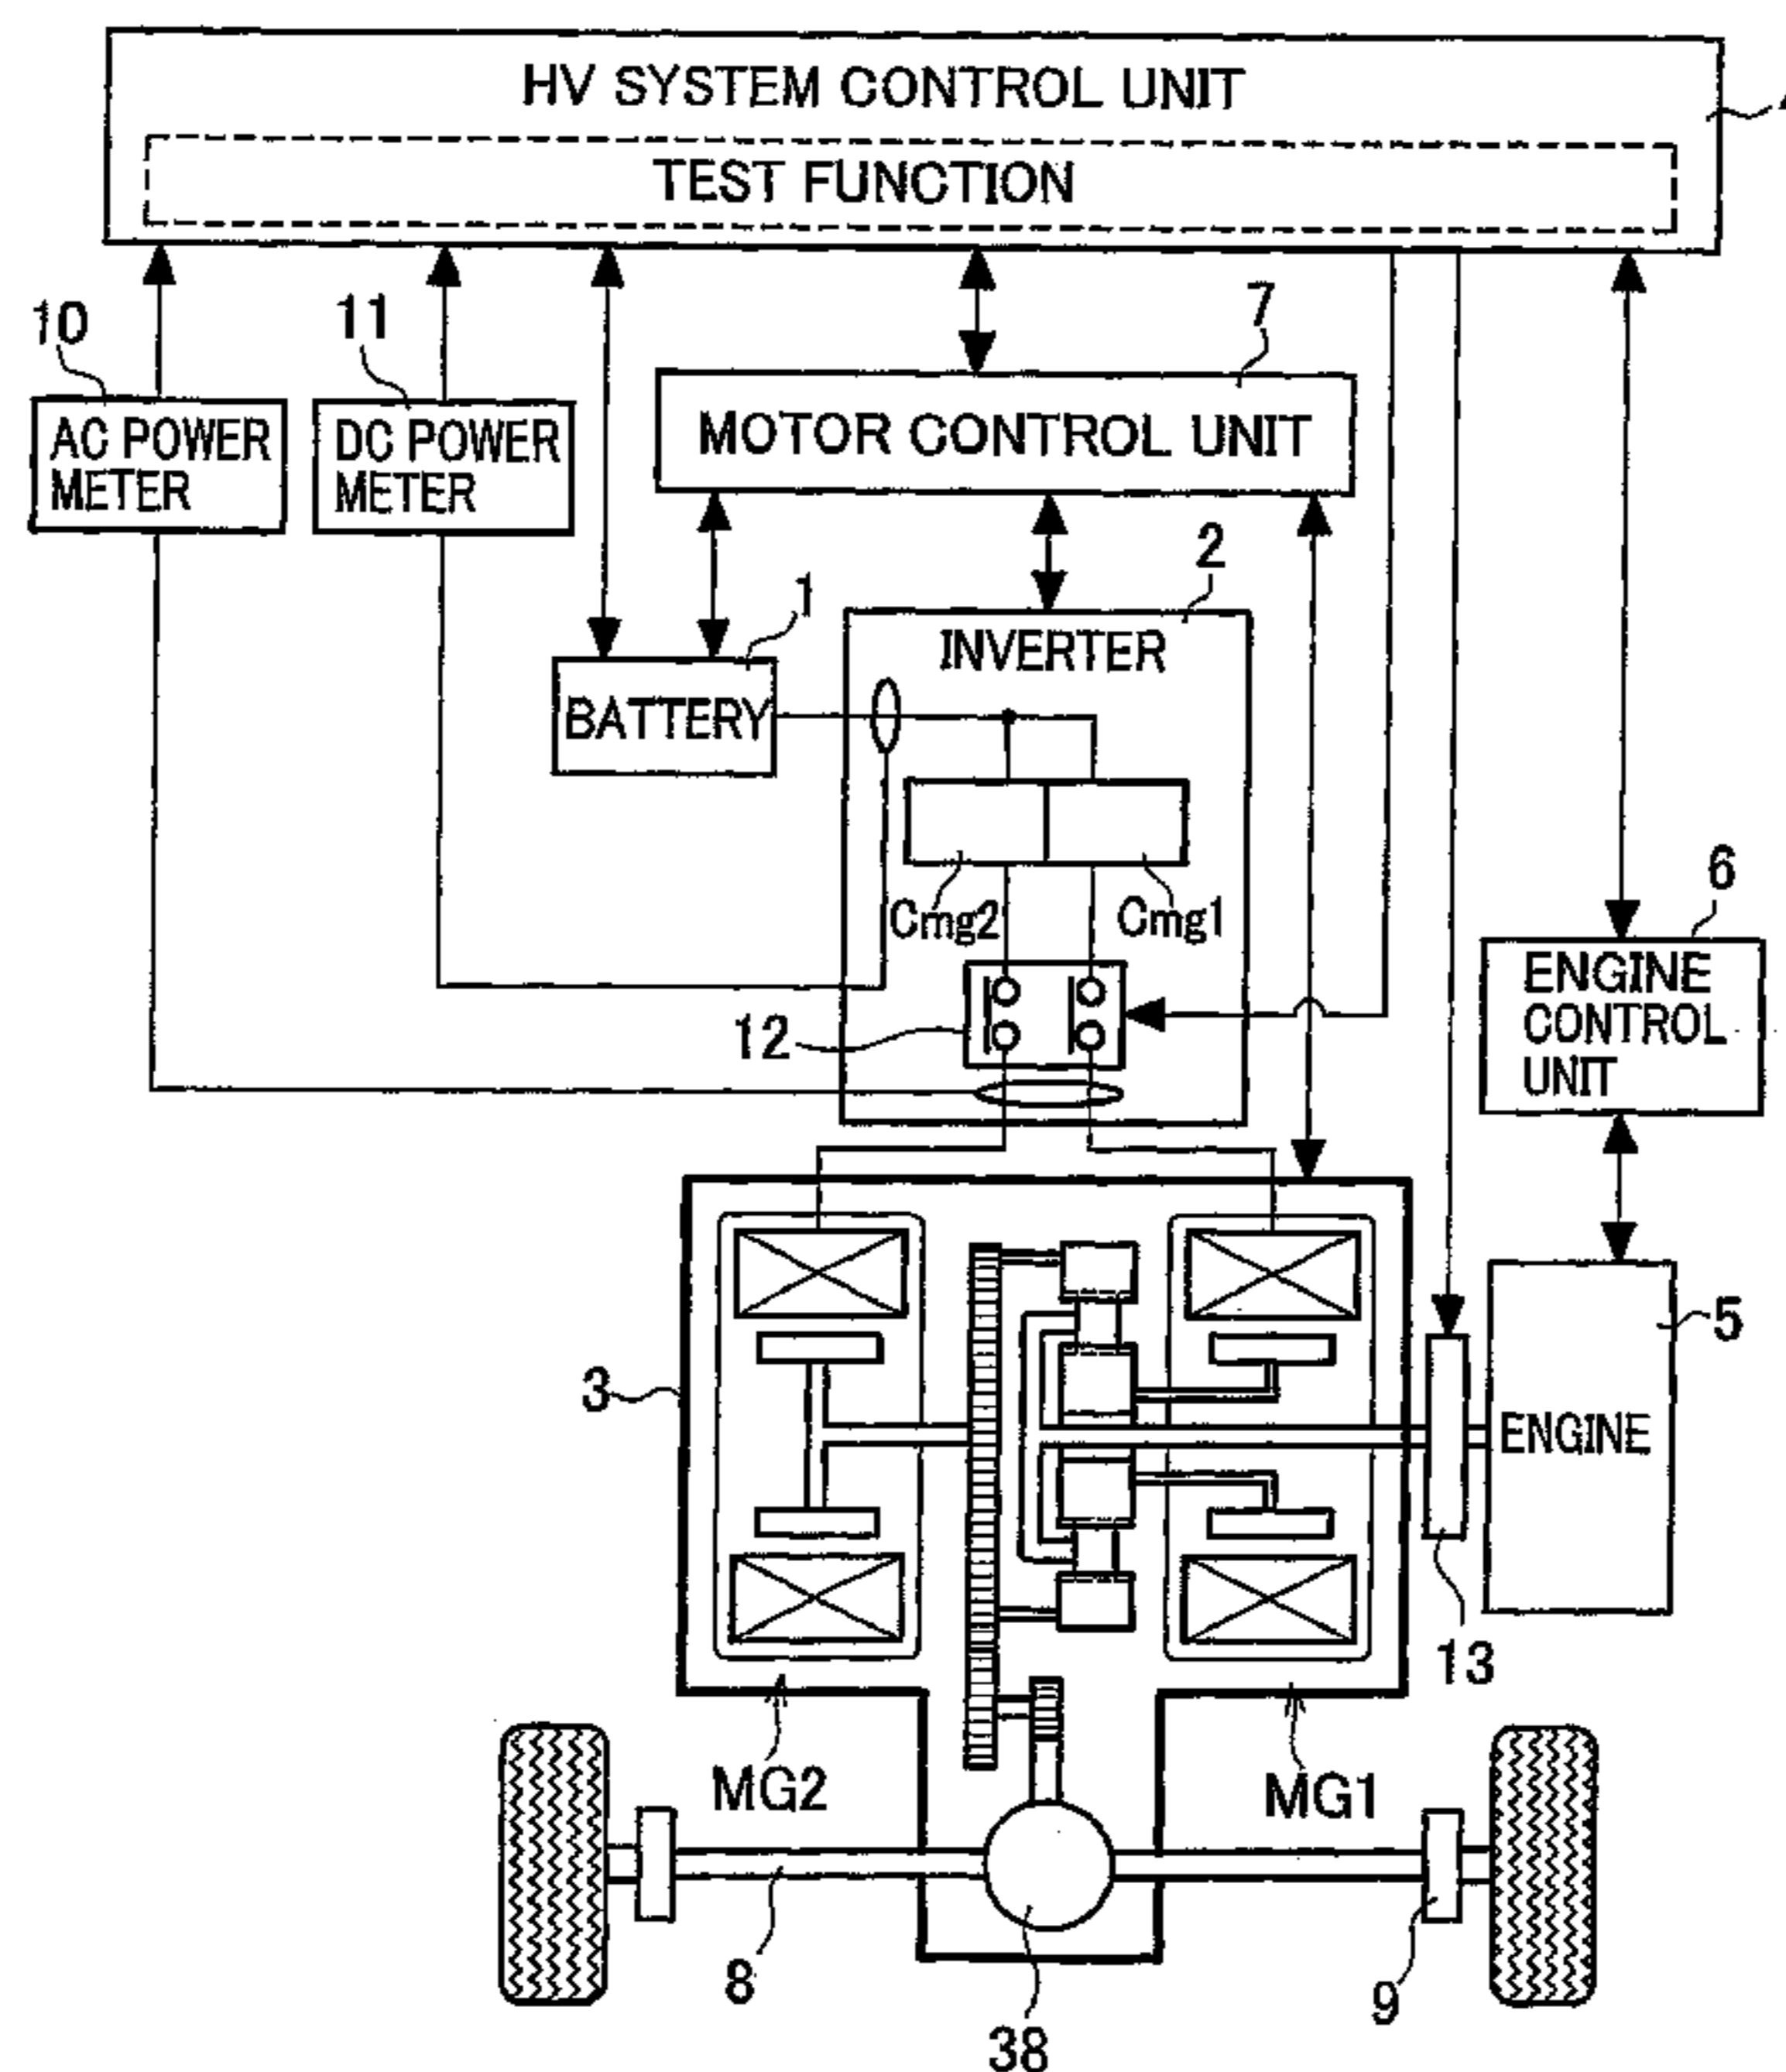 HV SYSTEM CONTROL UNIT
TEST FUNCTION
10
11
7
AC POWER
METER
DC POWER
METER
MOTOR CONTROL UNIT
2
1
INVERTER
BATTERY
6
Cmg2
Cmg1
ENGINE
CONTROL
UNIT
12
5
3
ENGINE
13
MG2
MG1
8
9
38